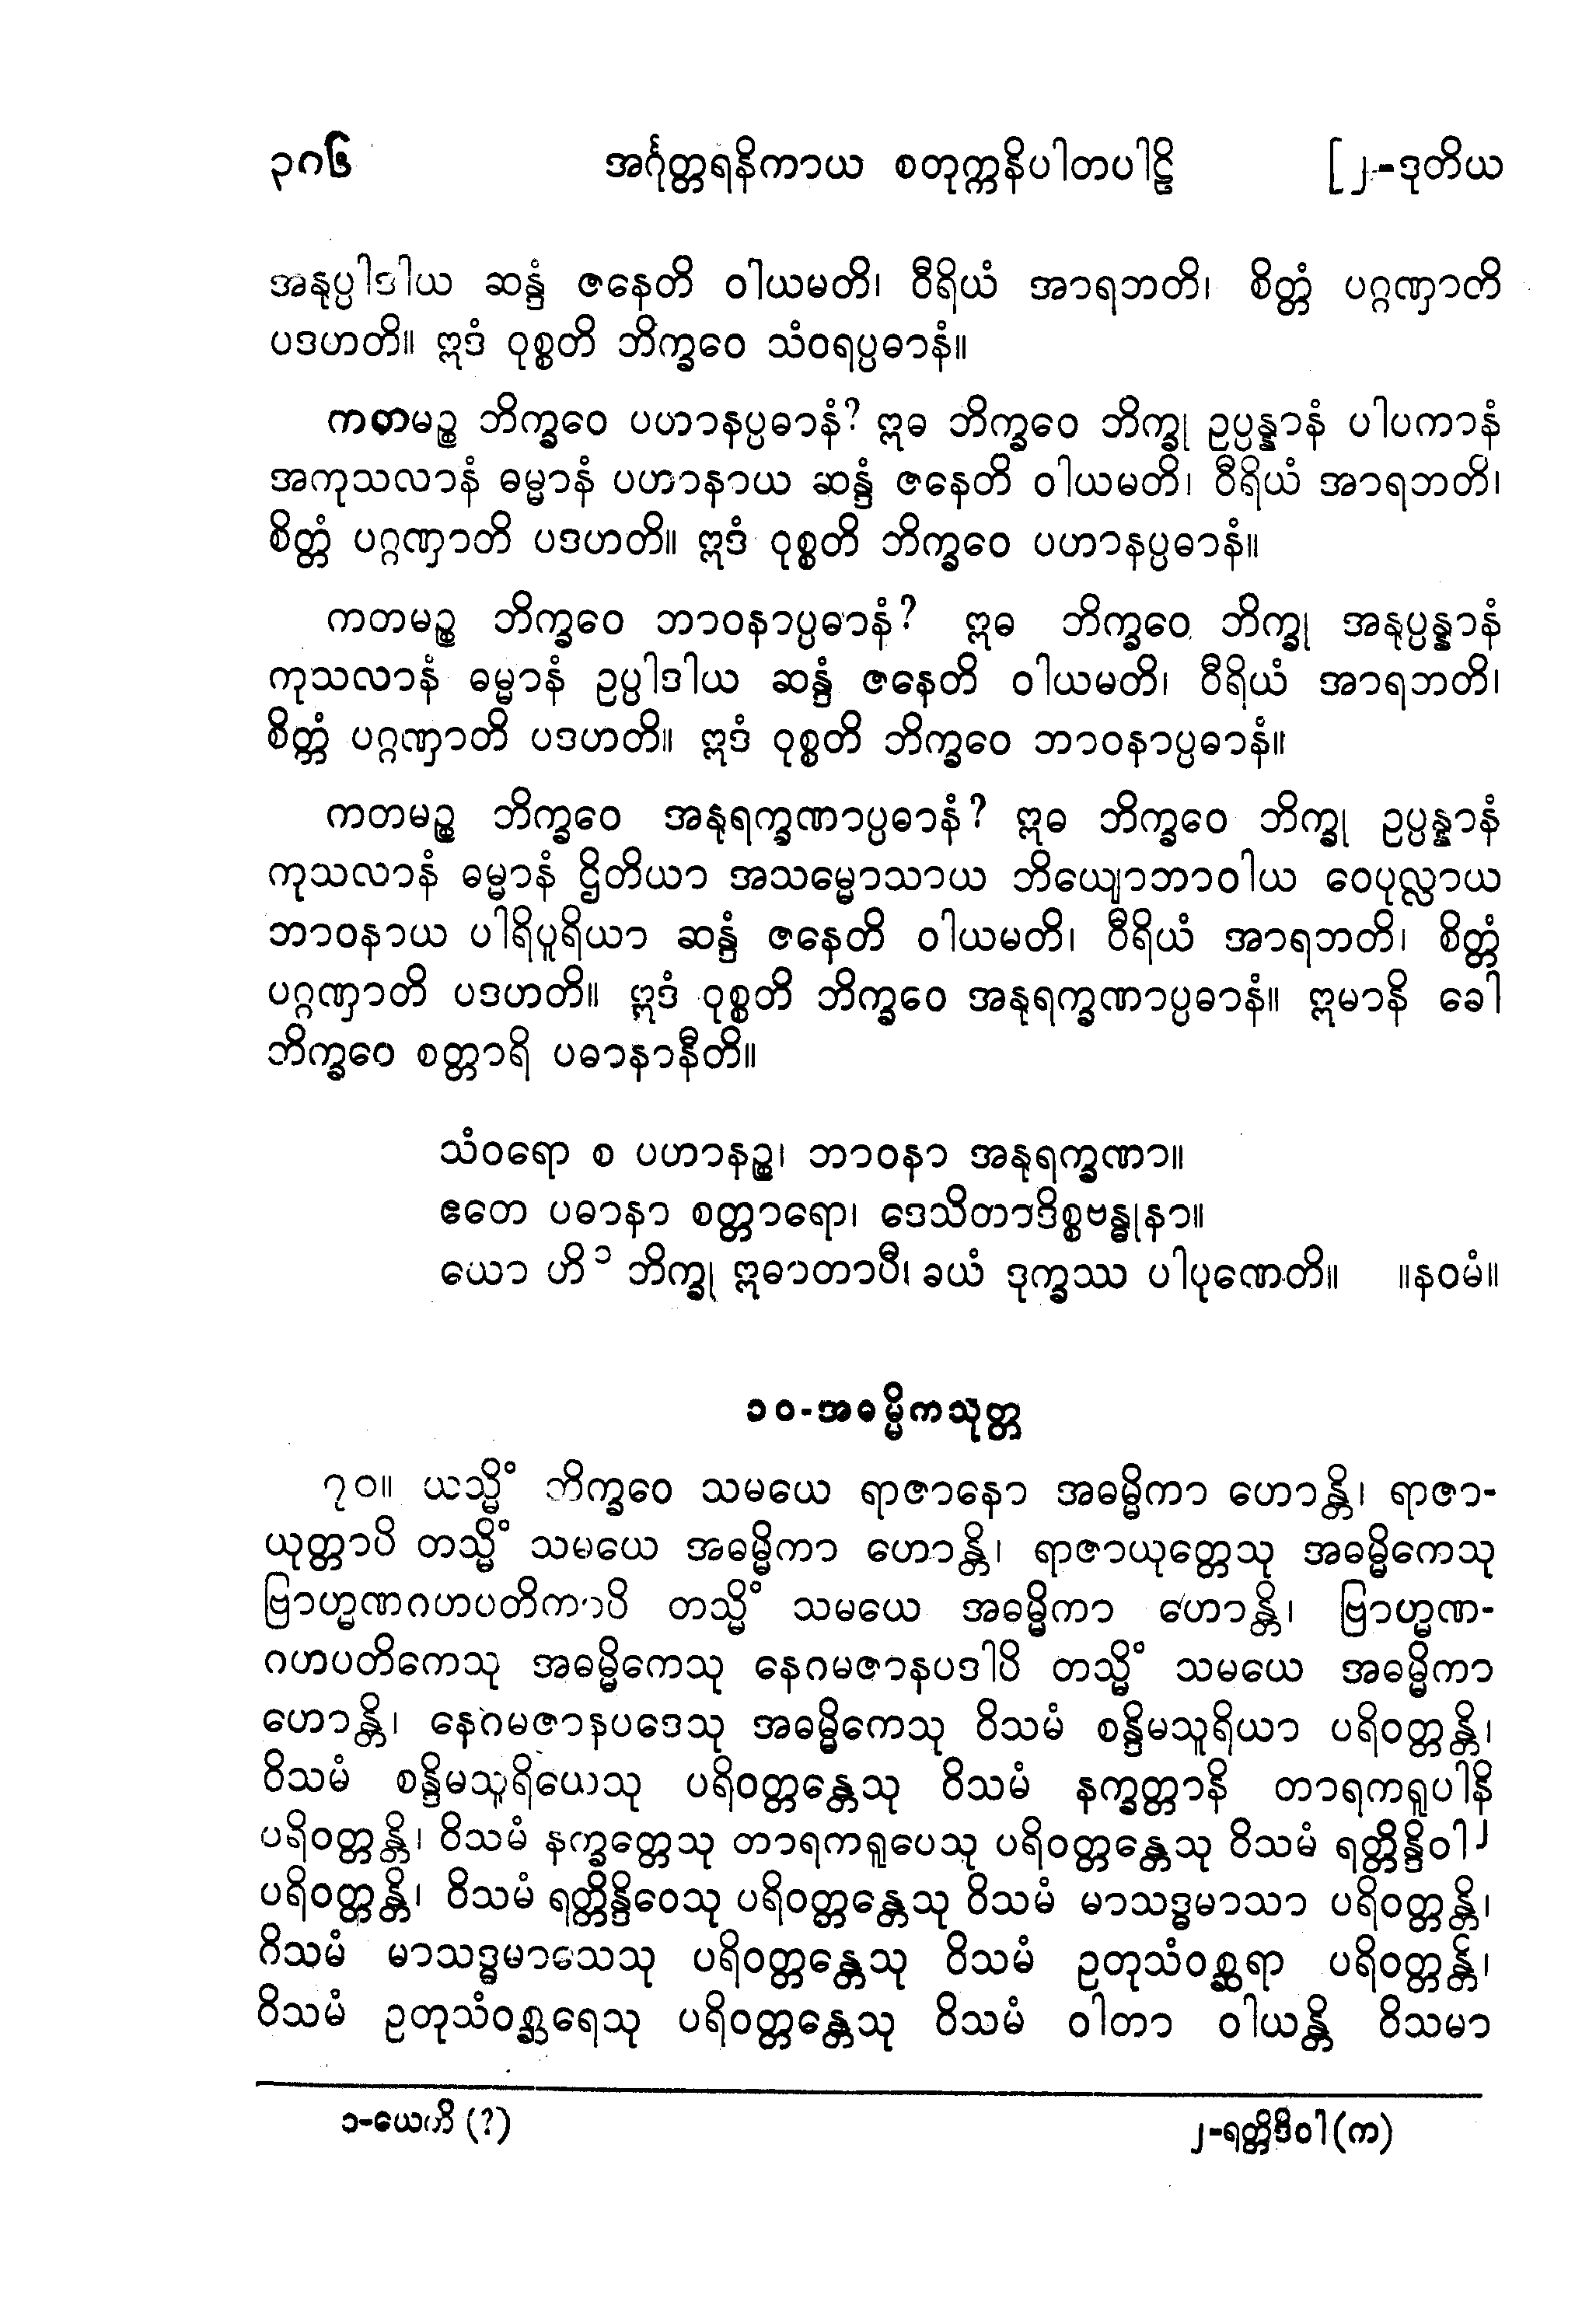 ၃၈၆ အင်္ဂုတ္တရနိကာယ စတုက္ကနိပါတပါဠိ [၂-ဒုတိယ
အနုပ္ပါဒါယ ဆန္ဒံ ဇနေတိ ဝါယမတိ၊ ဝီရိယံ အာရဘတိ၊ စိတ္တံ ပဂ္ဂဏှာတိ
ပဒဟတိ။ ဣဒံ ဝုစ္စတိ ဘိက္ခဝေ သံဝရပ္ပဓာနံ။
ကတမဉ္စ ဘိက္ခဝေ ပဟာနပ္ပဓာနံ? ဣဓ ဘိက္ခဝေ ဘိက္ခု ဥပ္ပန္နာနံ ပါပကာနံ
အကုသလာနံ ဓမ္မာနံ ပဟာနာယ ဆန္ဒံ ဇနေတိ ဝါယမတိ၊ ဝီရိယံ အာရဘတိ၊
စိတ္တံ ပဂ္ဂဏှာတိ ပဒဟတိ။ ဣဒံ ဝုစ္စတိ ဘိက္ခဝေ ပဟာနပ္ပဓာနံ။
ကတမဉ္စ ဘိက္ခဝေ ဘာဝနာပ္ပဓာနံ? ဣဓ ဘိက္ခဝေ ဘိက္ခု အနုပ္ပန္နာနံ
ကုသလာနံ ဓမ္မာနံ ဥပ္ပါဒါယ ဆန္ဒံ ဇနေတိ ဝါယမတိ၊ ဝီရိယံ အာရဘတိ၊
စိတ္တံ ပဂ္ဂဏှာတိ ပဒဟတိ။ ဣဒံ ဝုစ္စတိ ဘိက္ခဝေ ဘာဝနာပ္ပဓာနံ။
ကတမဉ္စ ဘိက္ခဝေ အနုရက္ခဏာပ္ပဓာနံ? ဣဓ ဘိက္ခဝေ ဘိက္ခု ဥပ္ပန္နာနံ
ကုသလာနံ ဓမ္မာနံ ဌိတိယာ အသမ္မောသာယ ဘိယျောဘာဝါယ ဝေပုလ္လာယ
ဘာဝနာယ ပါရိပူရိယာ ဆန္ဒံ ဇနေတိ ဝါယမတိ၊ ဝီရိယံ အာရဘတိ၊ စိတ္တံ
ပဂ္ဂဏှာတိ ပဒဟတိ။ ဣဒံ ဝုစ္စတိ ဘိက္ခဝေ အနုရက္ခဏာပ္ပဓာနံ။ ဣမာနိ ခေါ
ဘိက္ခဝေ စတ္တာရိ ပဓာနာနီတိ။
သံဝရော စ ပဟာနဉ္စ၊ ဘာဝနာ အနုရက္ခဏာ။
ဧတေ ပဓာနာ စတ္တာရော၊ ဒေသိတာဒိစ္စဗန္ဓုနာ။
ယော ဟိ ၁ ဘိက္ခု ဣဓာတာပီ၊ ခယံ ဒုက္ခဿ ပါပုဏေတိ။ ။နဝမံ။
၁၀-အဓမ္မိကသုတ္တ
၇၀။ ယသ္မိံ ဘိက္ခဝေ သမယေ ရာဇာနော အဓမ္မိကာ ဟောန္တိ၊ ရာဇာ-
ယုတ္တာပိ တသ္မိံ သမယေ အဓမ္မိကာ ဟောန္တိ၊ ရာဇာယုတ္တေသု အဓမ္မိကေသု
ဗြာဟ္မဏဂဟပတိကာပိ တသ္မိံ သမယေ အဓမ္မိကာ ဟောန္တိ၊ ဗြာဟ္မဏ-
ဂဟပတိကေသု အဓမ္မိကေသု နေဂမဇာနပဒါပိ တသ္မိံ သမယေ အဓမ္မိကာ
ဟောန္တိ၊ နေဂမဇာနပဒေသု အဓမ္မိကေသု ဝိသမံ စန္ဒိမသူရိယာ ပရိဝတ္တန္တိ၊
ဝိသမံ စန္ဒိမသူရိယေသု ပရိဝတ္တန္တေသု ဝိသမံ နက္ခတ္တာနိ တာရကရူပါနိ
ပရိဝတ္တန္တိ၊ ဝိသမံ နက္ခတ္တေသု တာရကရူပေသု ပရိဝတ္တန္တေသု ဝိသမံ ရတ္တိန္ဒိဝါ၂
ပရိဝတ္တန္တိ၊ ဝိသမံ ရတ္တိန္ဒိဝေသု ပရိဝတ္တန္တေသု ဝိသမံ မာသဒ္ဓမာသာ ပရိဝတ္တန္တိ၊
ဝိသမံ မာသဒ္ဓမာသေသု ပရိဝတ္တန္တေသု ဝိသမံ ဥတုသံဝစ္ဆရာ ပရိဝတ္တန္တိ၊
ဝိသမံ ဥတုသံဝစ္ဆရေသု ပရိဝတ္တန္တေသု ဝိသမံ ဝါတာ ဝါယန္တိ ဝိသမာ
၁-ယေဟိ (?) ၂-ရတ္တိဒိဝါ (က)